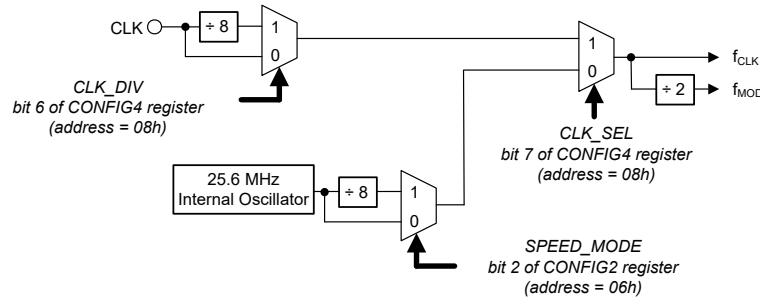 CLK
÷ 8
1
0
CLK_DIV
bit 6 of CONFIG4 register
(address = 08h)
1
0
fCLK
÷ 2
fMOD
CLK_SEL
bit 7 of CONFIG4 register
(address = 08h)
25.6 MHz
Internal Oscillator
÷ 8
1
0
SPEED_MODE
bit 2 of CONFIG2 register
(address = 06h)